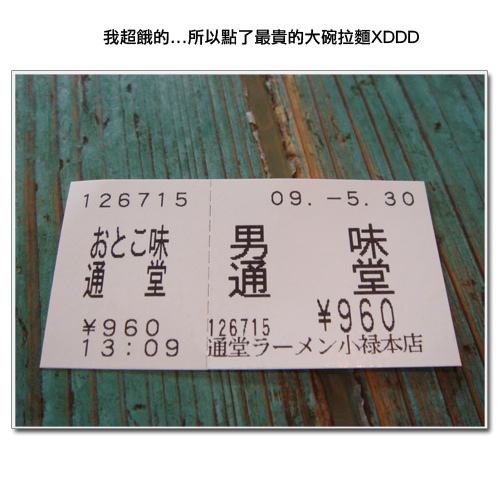 我超餓的...所以點了最貴的大碗拉麵XDDD
126715
おとこ味
通 堂
¥960
13:09
09.-5.30
男 味
通 堂
¥960
126715
通堂ラーメン小禄本店